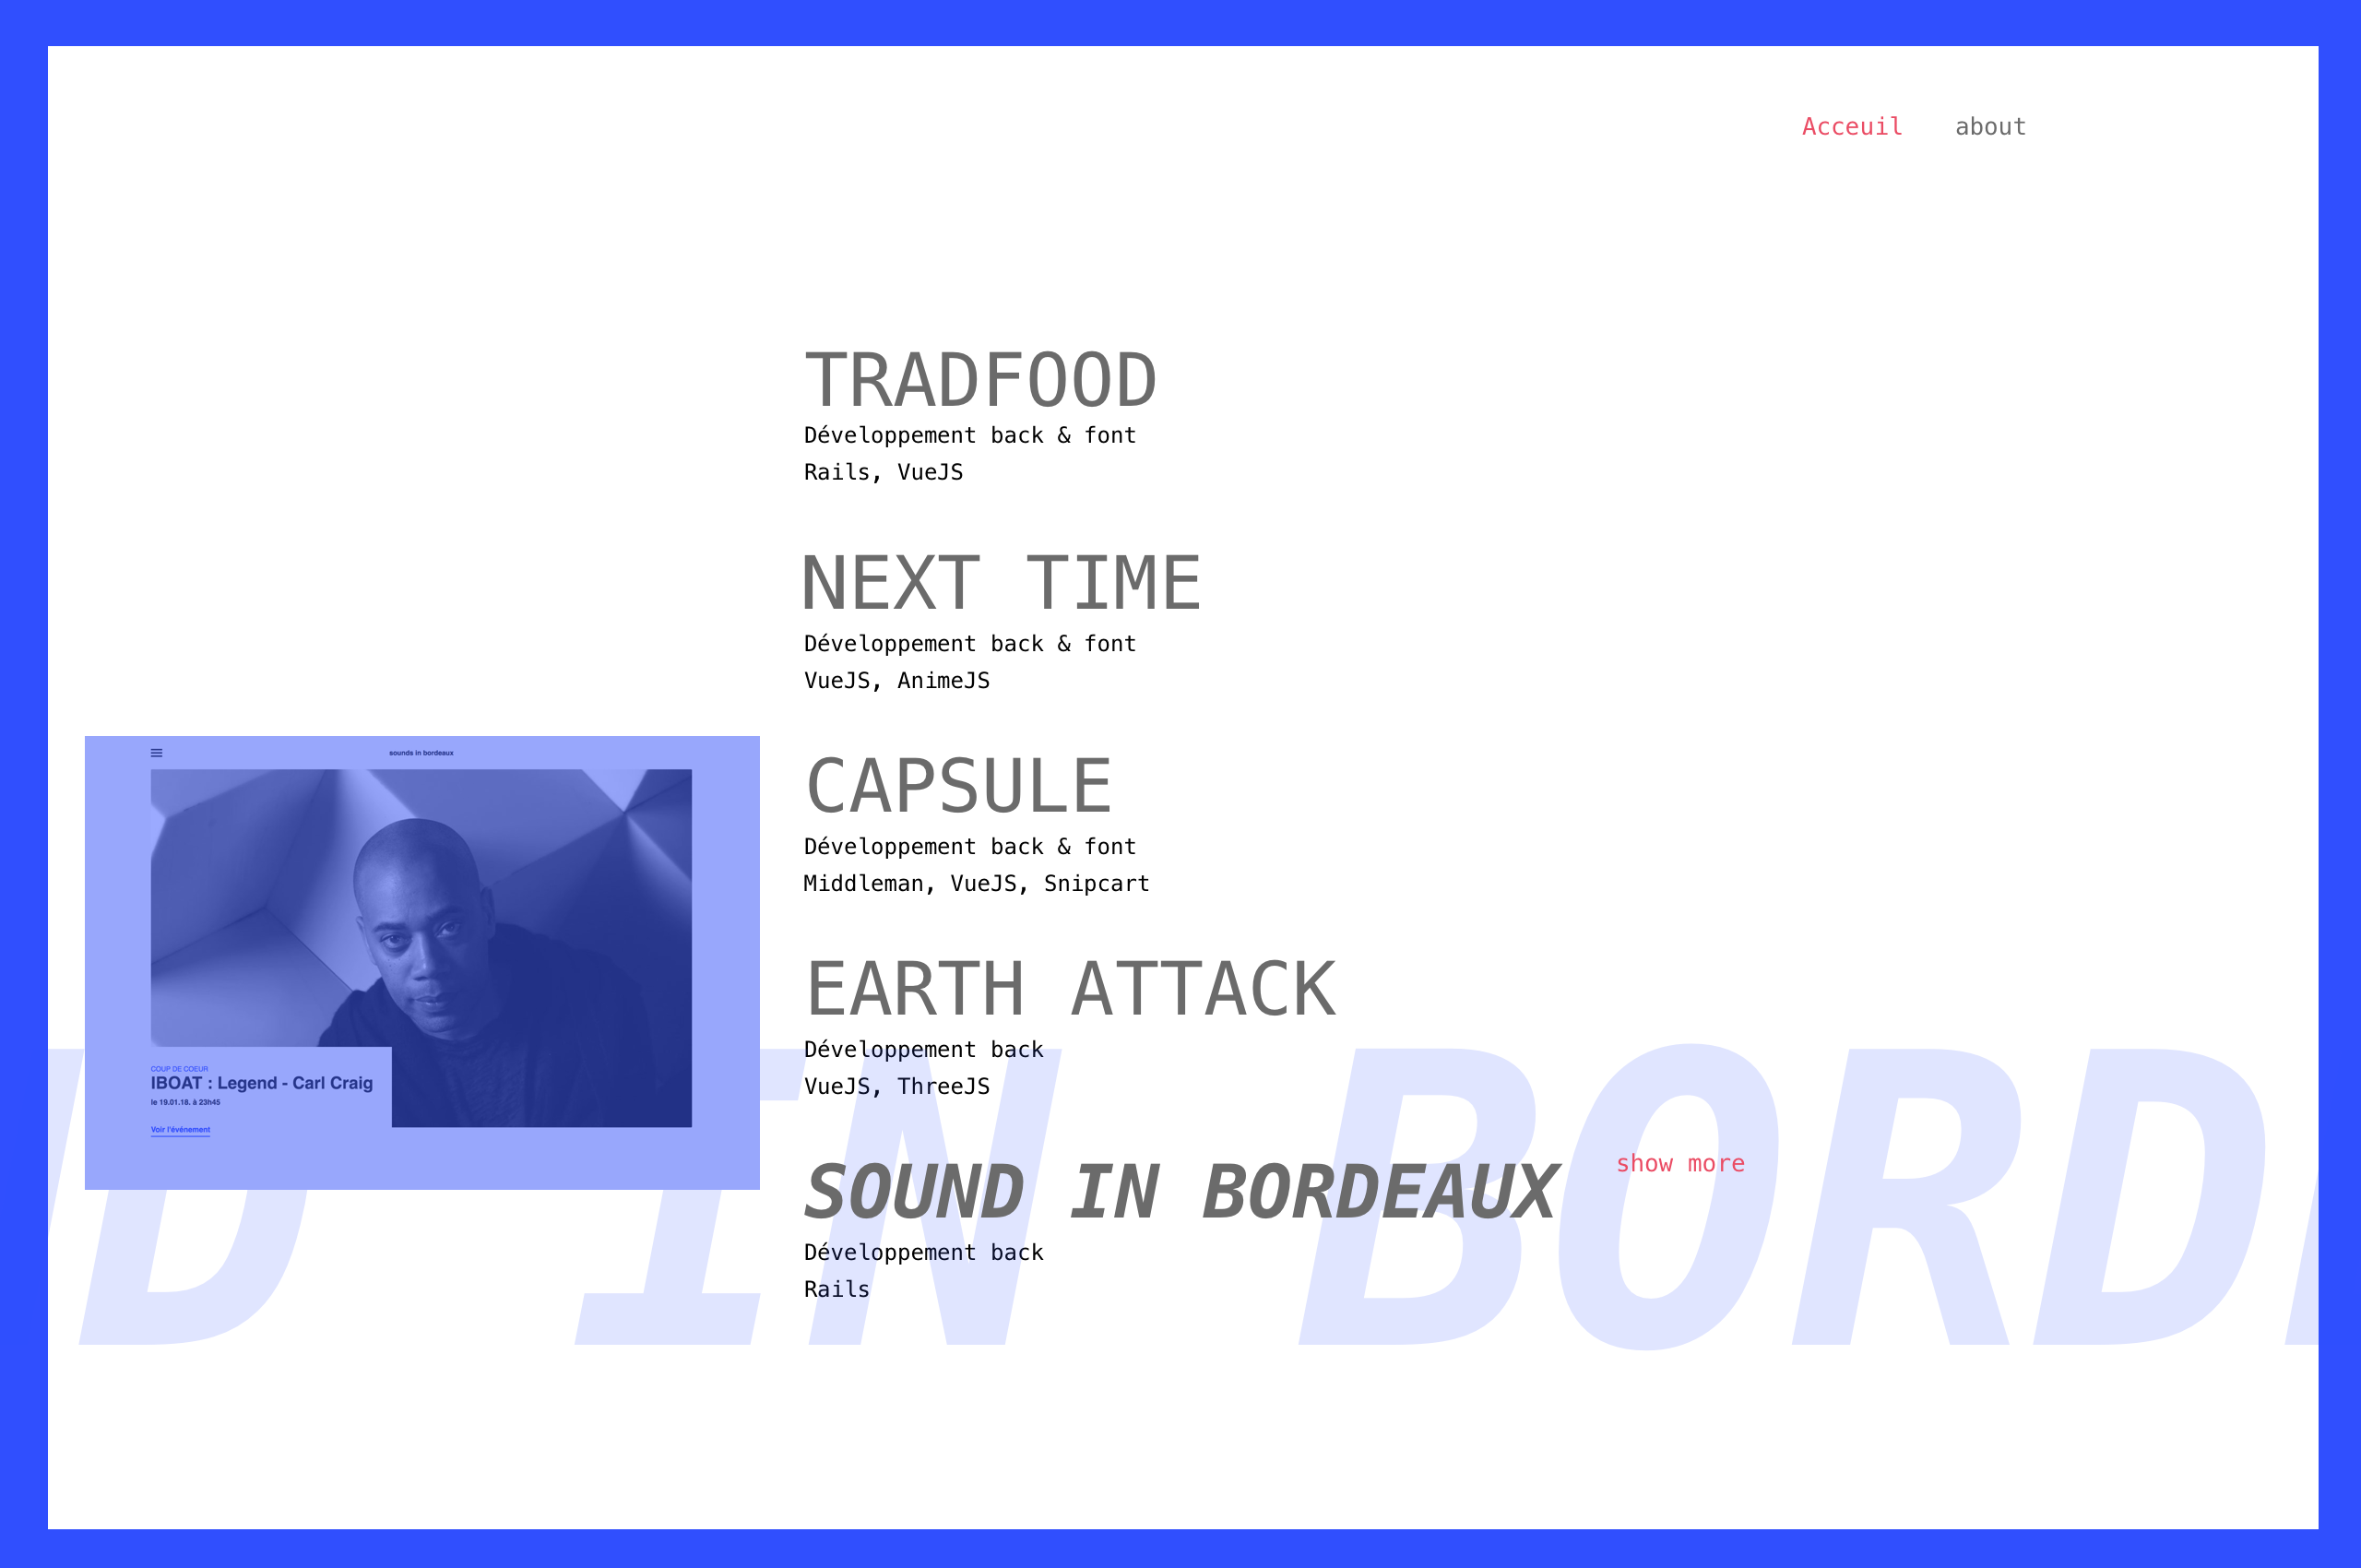 Acceuil about
TRADFOOD
Développement back & font
Rails, VueJS
NEXT TIME
Développement back & font
VueJS, AnimeJS
CAPSULE
Développement back & font
Middleman, VueJS, Snipcart
sounds in bordeaux
COUP DE COEUR
IBOAT : Legend - Carl Craig
le 19.01.18. à 23h45
Voir l'événement
EARTH ATTACK
Développement back
VueJS, ThreeJS
SOUND IN BORDEAUX
show more
Développement back
Rails
D IN BORD